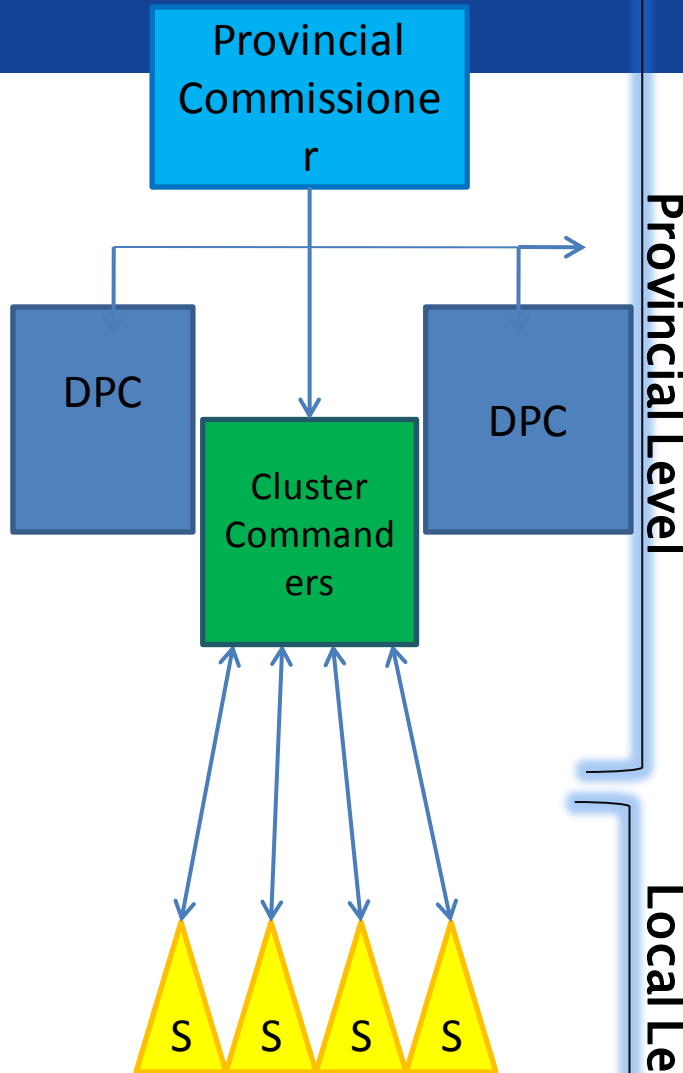 Provincial
Commissione
r
Provincial Level
DPC
DPC
Cluster
Command
ers
Local Le
S
S
S
S